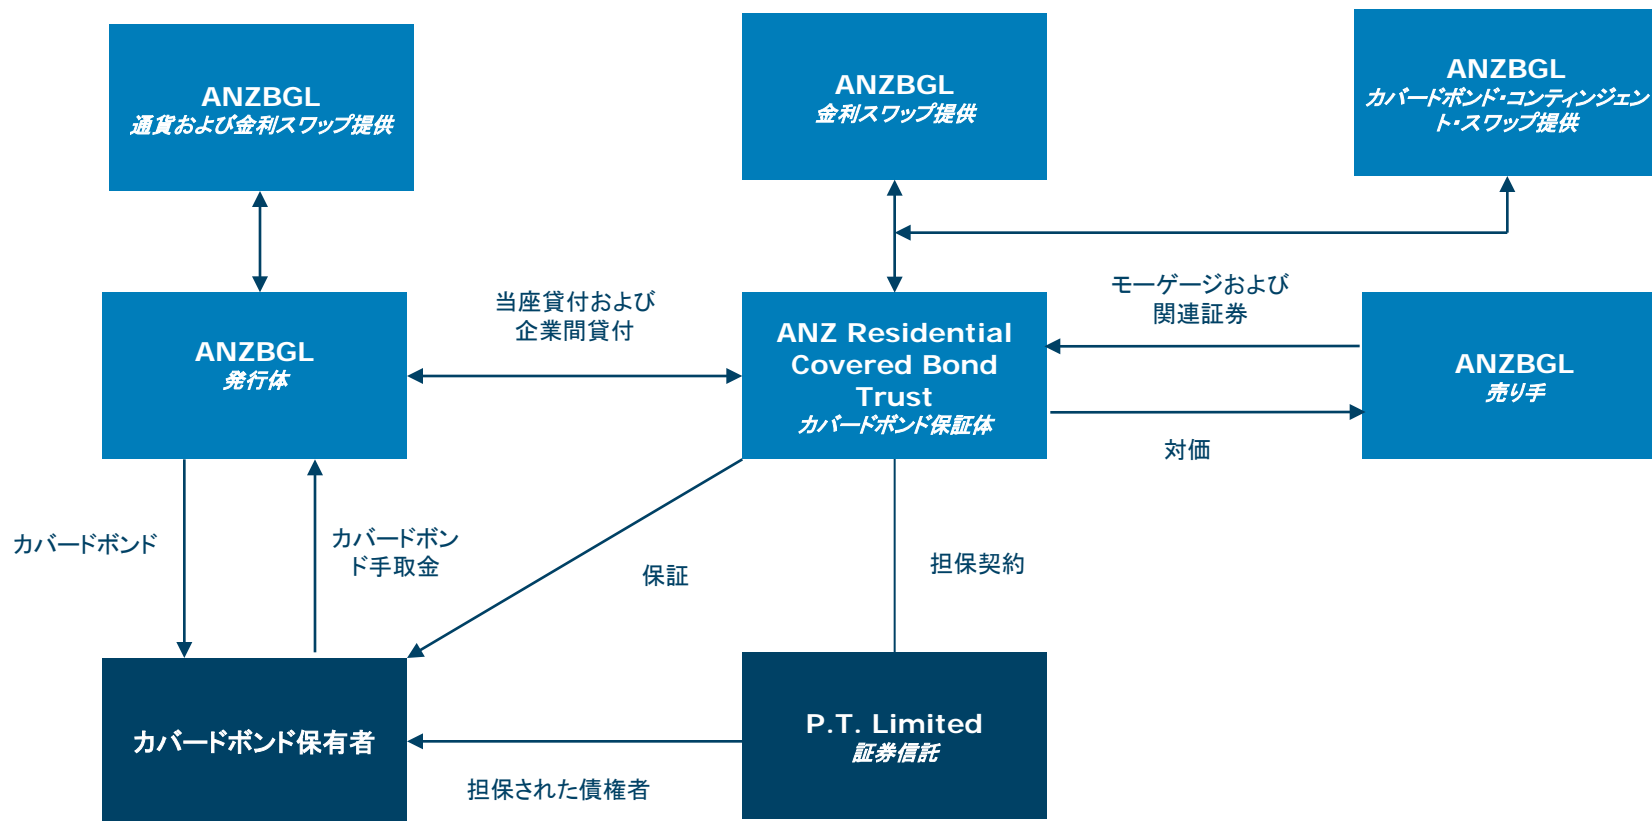 ANZBGL
通貨および金利スワップ提供
ANZBGL
金利スワップ提供
ANZBGL
カバードボンド・コンティンジェン
ト・スワップ提供
当座貸付および
企業間貸付
モーゲージおよび
関連証券
ANZBGL
発行体
ANZ Residential
Covered Bond
Trust
カバードボンド保証体
ANZBGL
売り手
対価
カバードボンド
カバードボン
ド手取金
保証
担保契約
カバードボンド保有者
P.T. Limited
証券信託
担保された債権者